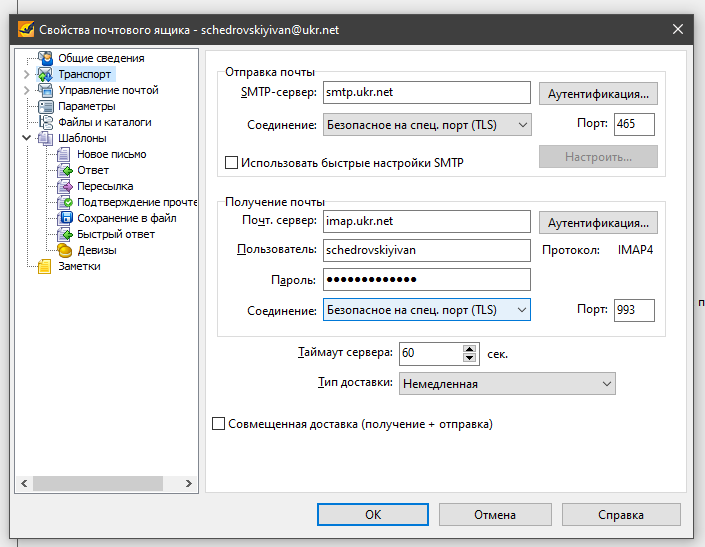 Свойства почтового ящика - schedrovskiyivan@ukr.net
Общие сведения
Транспорт
Управление почтой
Параметры
Файлы и каталоги
Шаблоны
Новое письмо
Ответ
Пересылка
Подтверждение прочте
Сохранение в файл
Быстрый ответ
Девизы
Заметки
Отправка почты
SMTP-сервер: smtp.ukr.net Аутентификация...
Соединение: Безопасное на спец. порт (TLS) Порт: 465
Использовать быстрые настройки SMTP Настроить...
Получение почты
Почт. сервер: imap.ukr.net Аутентификация...
Пользователь: schedrovskiyivan Протокол: IMAP4
Пароль: ●●●●●●●●●●●●●
Соединение: Безопасное на спец. порт (TLS) Порт: 993
Таймаут сервера: 60 сек.
Тип доставки: Немедленная
Совмещенная доставка (получение + отправка)
OK Отмена Справка